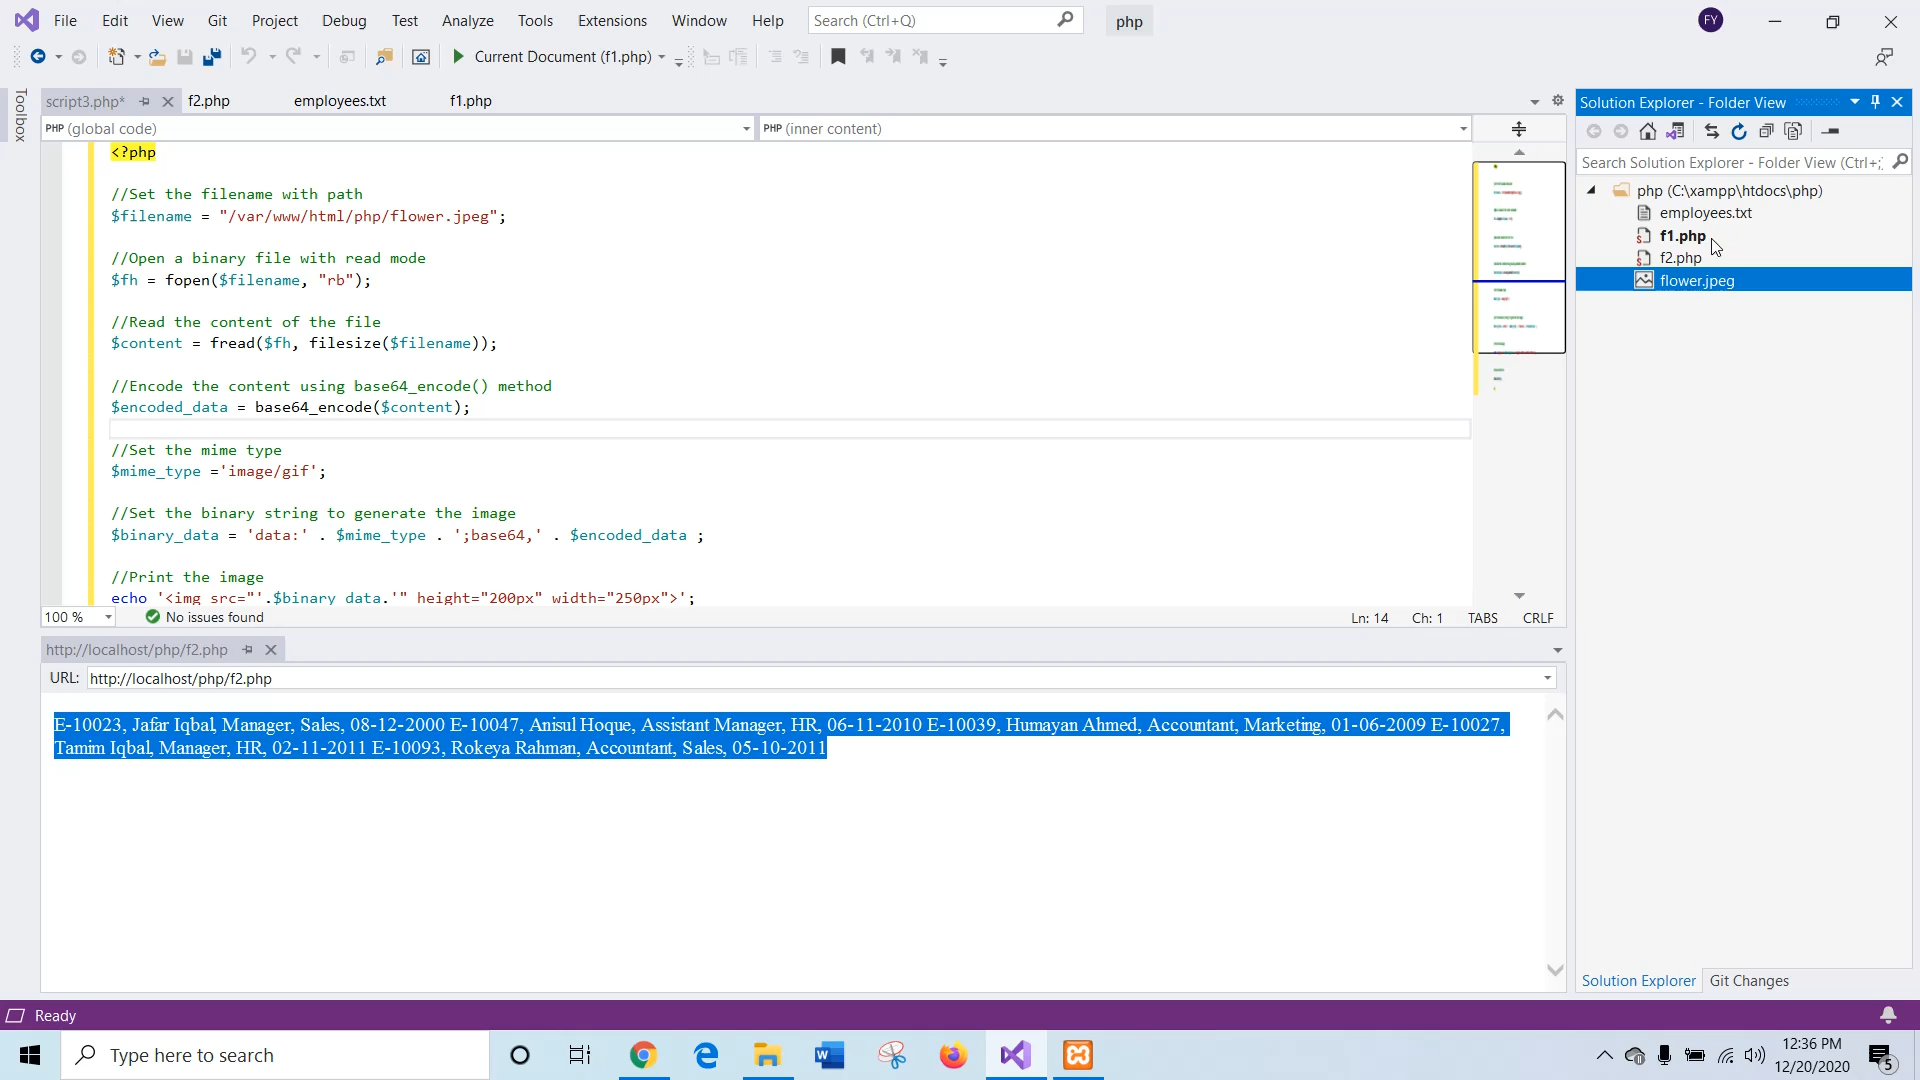 File Edit View Git Project Debug Test Analyze Tools Extensions Window Help Search (Ctrl+Q) php FY
Current Document (f1.php)
Toolbox
script3.php* f2.php employees.txt f1.php
PHP (global code) PHP (inner content)
<?php
//Set the filename with path
$filename = "/var/www/html/php/flower.jpeg";
//Open a binary file with read mode
$fh = fopen($filename, "rb");
//Read the content of the file
$content = fread($fh, filesize($filename));
//Encode the content using base64_encode() method
$encoded_data = base64_encode($content);
//Set the mime type
$mime_type ='image/gif';
//Set the binary string to generate the image
$binary_data = 'data:' . $mime_type . ';base64,' . $encoded_data ;
//Print the image
echo '<img src="'.$binary_data.'" height="200px" width="250px">';
100 % No issues found Ln: 14 Ch: 1 TABS CRLF
http://localhost/php/f2.php
URL: http://localhost/php/f2.php
E-10023, Jafar Iqbal, Manager, Sales, 08-12-2000 E-10047, Anisul Hoque, Assistant Manager, HR, 06-11-2010 E-10039, Humayan Ahmed, Accountant, Marketing, 01-06-2009 E-10027,
Tamim Iqbal, Manager, HR, 02-11-2011 E-10093, Rokeya Rahman, Accountant, Sales, 05-10-2011
Solution Explorer - Folder View
Search Solution Explorer - Folder View (Ctrl+;
php (C:\xampp\htdocs\php)
employees.txt
f1.php
f2.php
flower.jpeg
Solution Explorer Git Changes
Ready
Type here to search
12:36 PM
12/20/2020
5